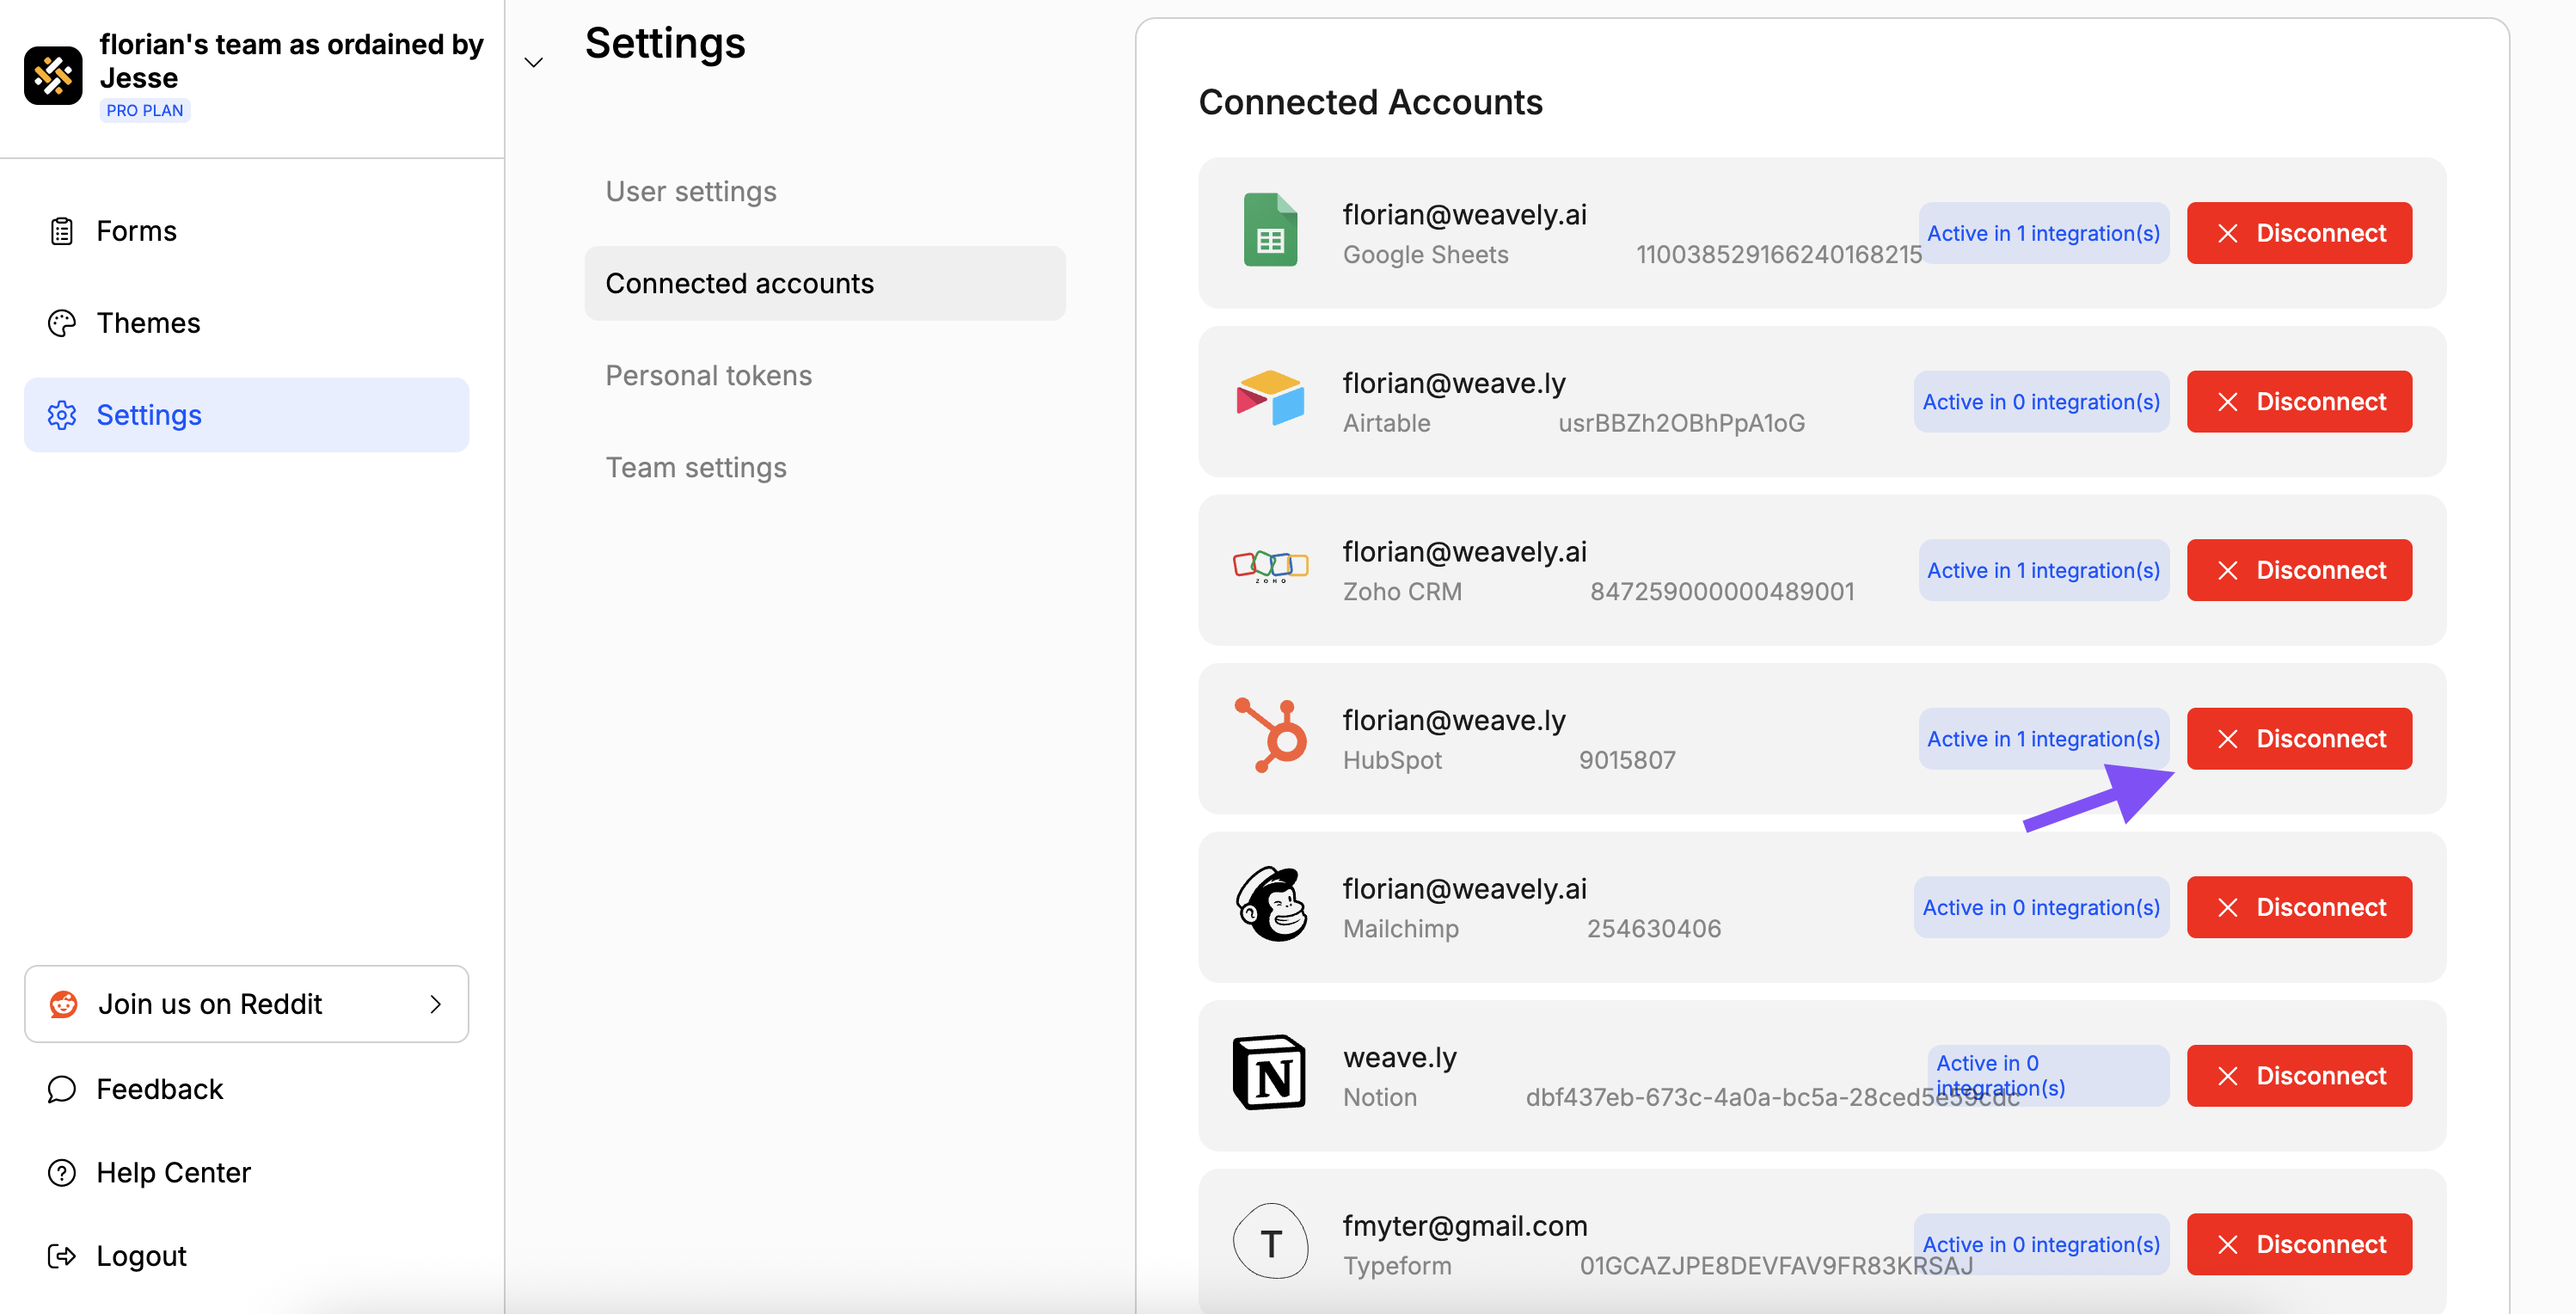 florian's team as ordained by
Jesse
PRO PLAN
Forms
Themes
Settings
Join us on Reddit
Feedback
Help Center
Logout
Settings
User settings
Connected accounts
Personal tokens
Team settings
Connected Accounts
florian@weavely.ai
Google Sheets 110038529166240168215
Active in 1 integration(s)
Disconnect
florian@weave.ly
Airtable usrBBZh2OBhPpA1oG
Active in 0 integration(s)
Disconnect
ZOHO
florian@weavely.ai
Zoho CRM 847259000000489001
Active in 1 integration(s)
Disconnect
florian@weave.ly
HubSpot 9015807
Active in 1 integration(s)
Disconnect
florian@weavely.ai
Mailchimp 254630406
Active in 0 integration(s)
Disconnect
N
weave.ly
Notion dbf437eb-673c-4a0a-bc5a-28ced5e59cdc
Active in 0
integration(s)
Disconnect
T
fmyter@gmail.com
Typeform 01GCAZJPE8DEVFAV9FR83KRSAJ
Active in 0 integration(s)
Disconnect